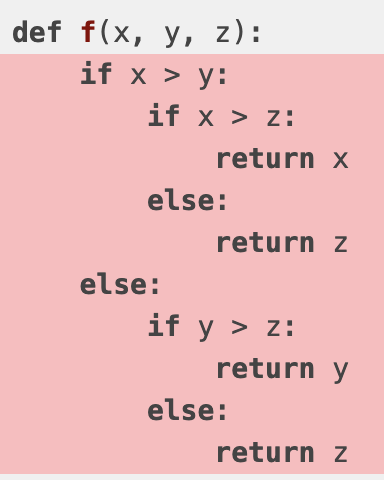 def f(x, y, z):
    if x > y:
        if x > z:
            return x
        else:
            return z
    else:
        if y > z:
            return y
        else:
            return z